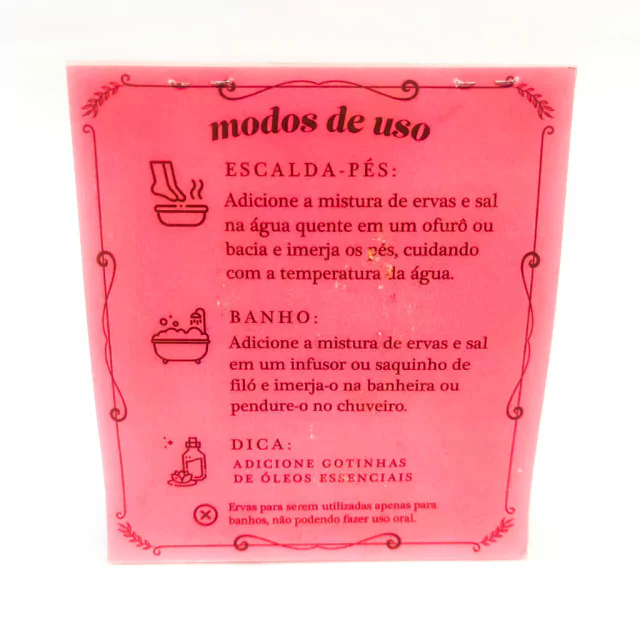 modos de uso
ESCALDA-PÉS:
Adicione a mistura de ervas e sal
na água quente em um ofurô ou
bacia e imerja os pés, cuidando
com a temperatura da água.
BANHO:
Adicione a mistura de ervas e sal
em um infusor ou saquinho de
filó e imerja-o na banheira ou
pendure-o no chuveiro.
DICA:
ADICIONE GOTINHAS
DE ÓLEOS ESSENCIAIS
Ervas para serem utilizadas apenas para
banhos, não podendo fazer uso oral.